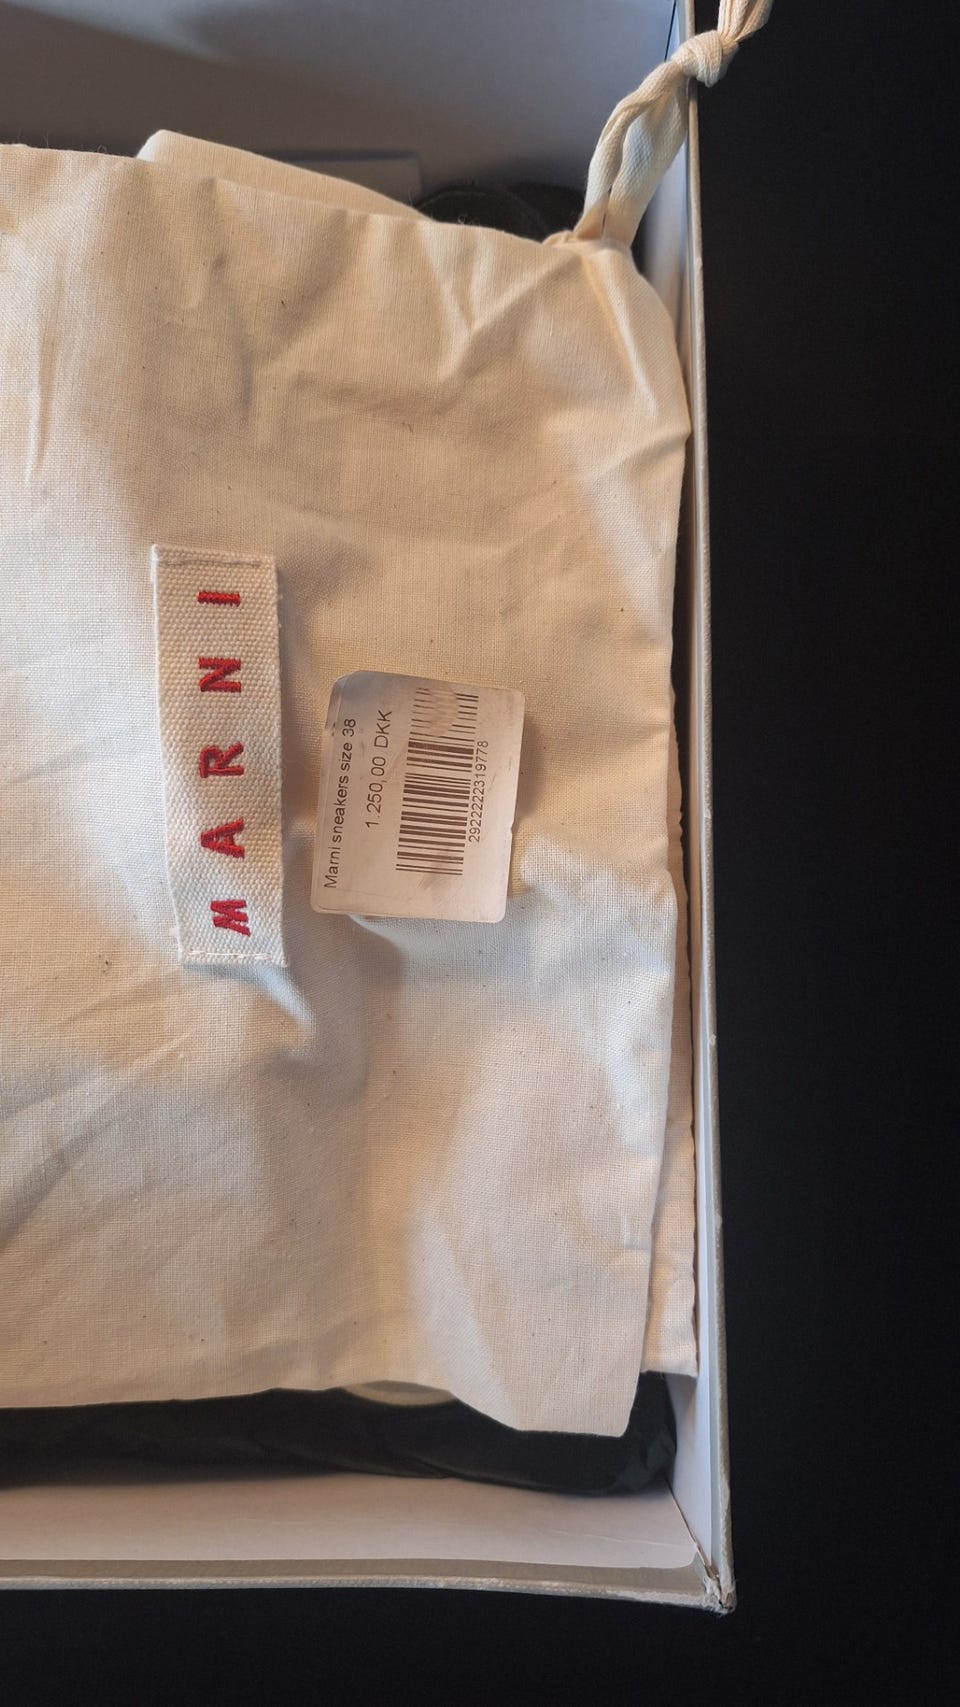 MARNI
Marni sneakers size 38
1.250,00 DKK
2922222319778